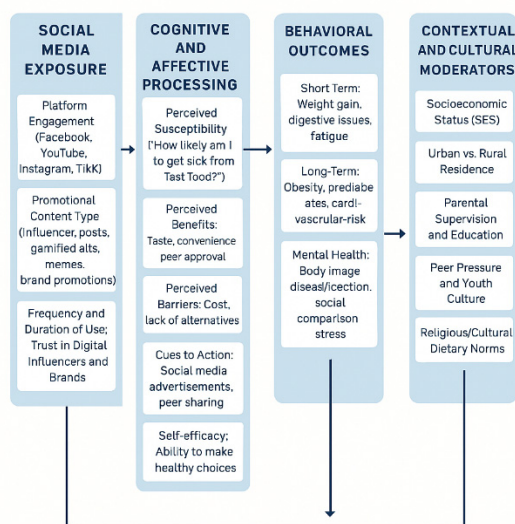 SOCIAL
MEDIA
EXPOSURE
Platform
Engagement
(Facebook,
YouTube,
Instagram, TikK)
Promotional
Content Type
(Influencer, posts,
gamified alts,
memes.
brand promotions)
Frequency and
Duration of Use;
Trust in Digital
Influencers and
Brands
COGNITIVE
AND
AFFECTIVE
PROCESSING
Perceived
Susceptibility
['How likely am I
to get sick from
Tast Tood?")
Perceived
Benefits:
Taste, convenience
peer approval
Perceived
Barriers: Cost,
lack of alternatives
Cues to Action:
Social media
advertisements,
peer sharing
Self-efficacy;
Ability to make
healthy choices
BEHAVIORAL
OUTCOMES
Short Term:
Weight gain,
digestive issues,
fatigue
Long-Term:
Obesity, prediabe
ates, cardl-
vascular-risk
Mental Health:
Body image
diseasl/icection.
social
comparison
stress
CONTEXTUAL
AND CULTURAL
MODERATORS
Socioeconomic
Status (SES)
Urban vs. Rural
Residence
Parental
Supervision
and Education
Peer Pressure
and Youth
Culture
Religious/Cultural
Dietary Norms